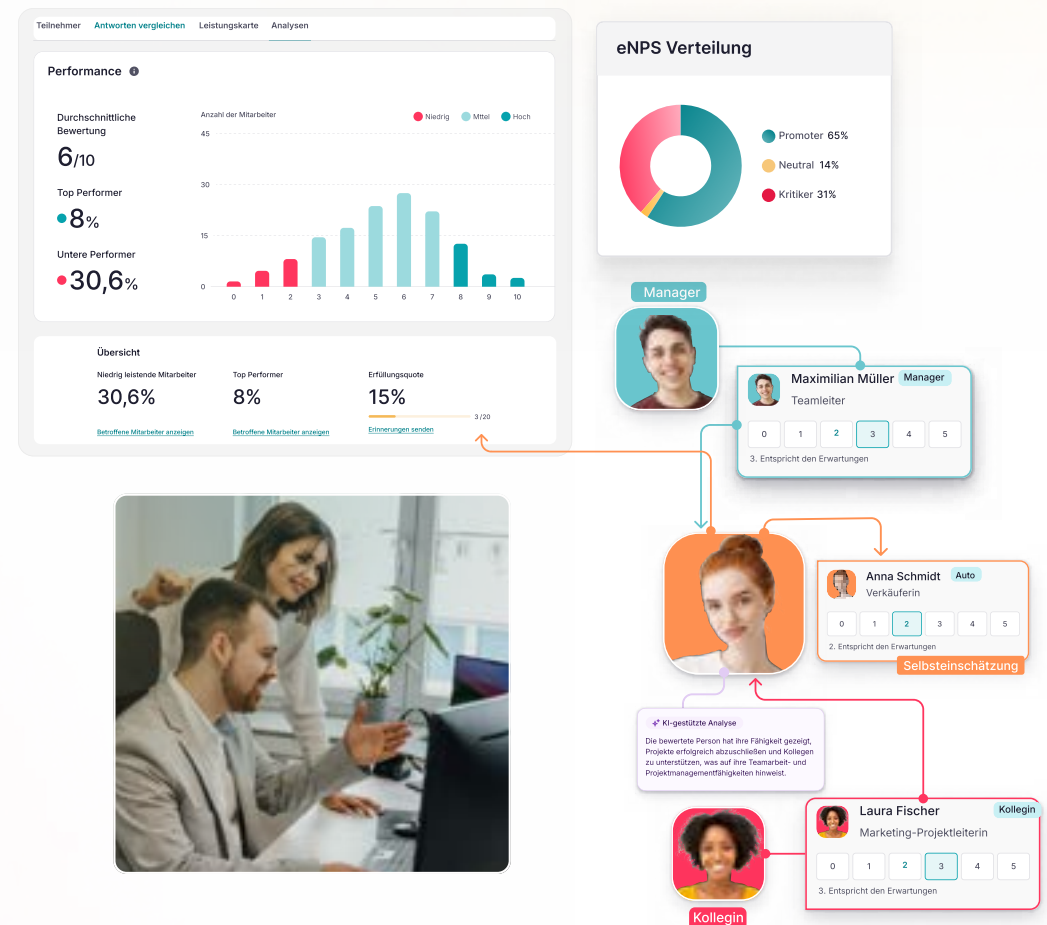 Teilnehmer Antworten vergleichen Leistungskarte Analysen
Performance
Durchschnittliche
Bewertung
6/10
Top Performer
8%
Untere Performer
30,6%
Anzahl der Mitarbeiter
Niedrig Mttel Hoch
45
30
15
0
0 1 2 3 4 5 6 7 8 9 10
Übersicht
Niedrig leistende Mitarbeiter
30,6%
Betroffene Mitarbeiter anzeigen
Top Performer
8%
Betroffene Mitarbeiter anzeigen
Erfüllungsquote
15%
3/20
Erinnerungen senden
eNPS Verteilung
Promoter 65%
Neutral 14%
Kritiker 31%
Manager
Maximilian Müller Manager
Teamleiter
0 1 2 3 4 5
3. Entspricht den Erwartungen
Anna Schmidt Auto
Verkäuferin
0 1 2 3 4 5
2. Entspricht den Erwartungen
Selbsteinschätzung
KI-gestützte Analyse
Die bewertete Person hat ihre Fähigkeit gezeigt,
Projekte erfolgreich abzuschließen und Kollegen
zu unterstützen, was auf ihre Teamarbeit- und
Projektmanagementfähigkeiten hinweist.
Laura Fischer Kollegin
Marketing-Projektleiterin
0 1 2 3 4 5
3. Entspricht den Erwartungen
Kollegin